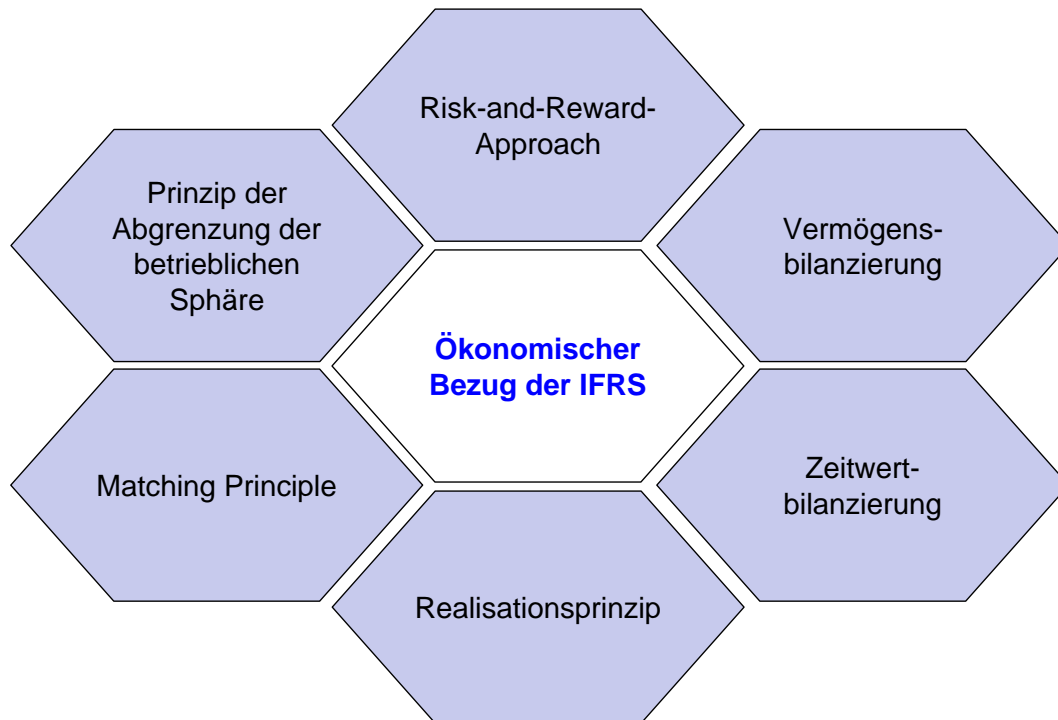 Risk-and-Reward-
Approach
Prinzip der
Abgrenzung der
betrieblichen
Sphäre
Vermögens-
bilanzierung
Ökonomischer
Bezug der IFRS
Matching Principle
Zeitwert-
bilanzierung
Realisationsprinzip